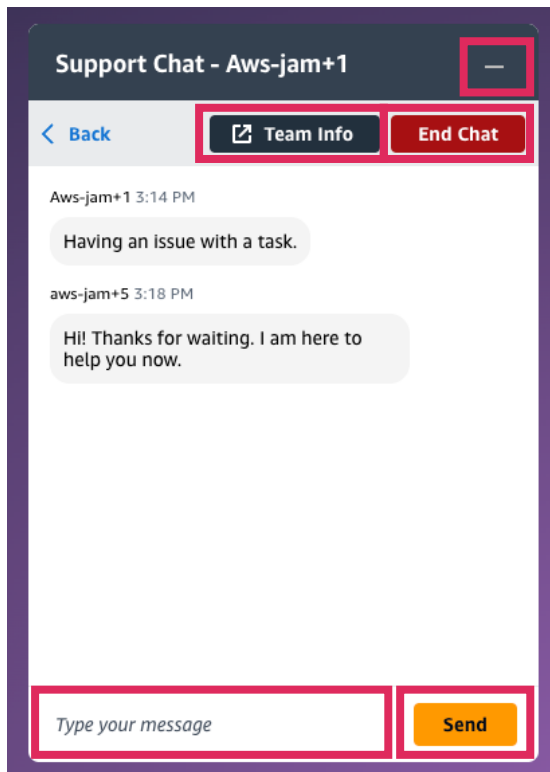 Support Chat - Aws-jam+1
Back
Team Info
End Chat
Aws-jam+1 3:14 PM
Having an issue with a task.
aws-jam+5 3:18 PM
Hi! Thanks for waiting. I am here to
help you now.
Type your message
Send